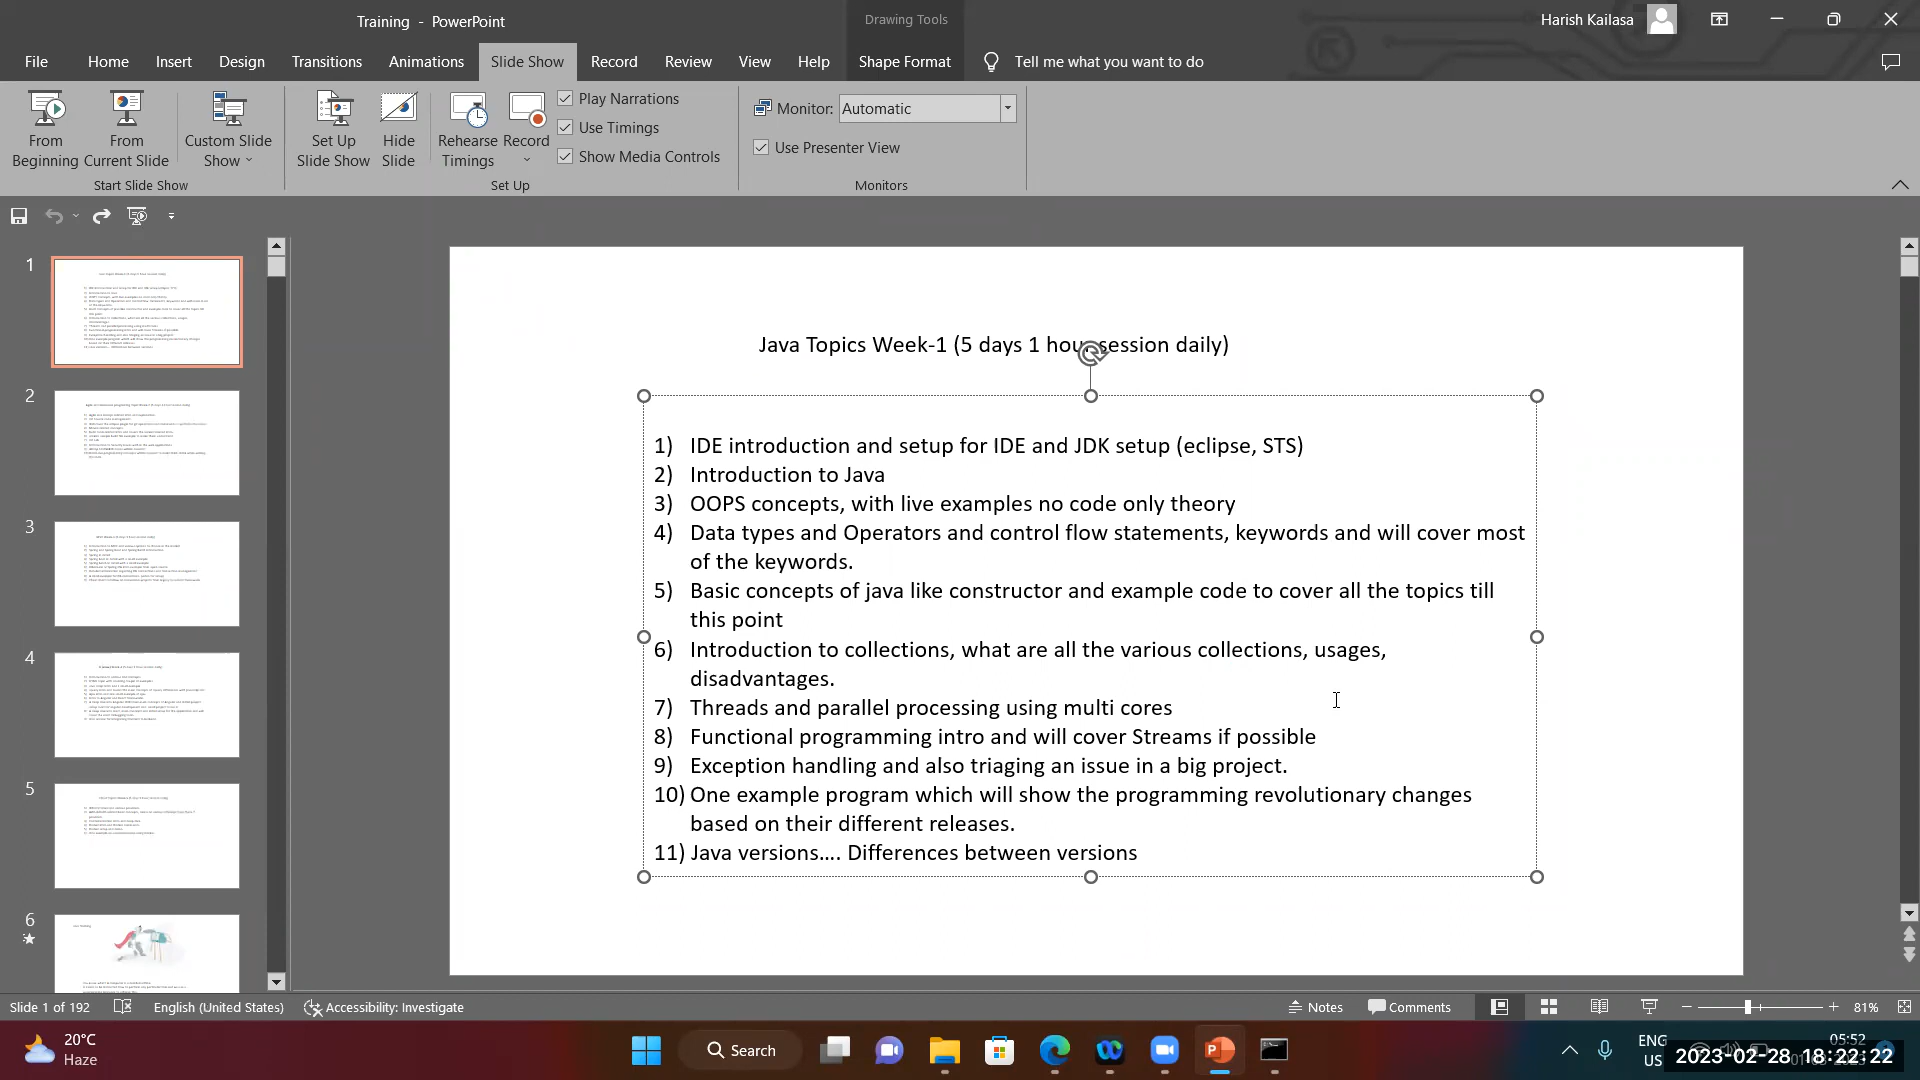 Training - PowerPoint
Drawing Tools
Harish Kailasa
File Home Insert Design Transitions Animations Slide Show Record Review View Help Shape Format Tell me what you want to do
From Beginning
From Current Slide
Custom Slide Show
Start Slide Show
Set Up Slide Show
Hide Slide
Rehearse Timings
Record
Play Narrations
Use Timings
Show Media Controls
Set Up
Monitor: Automatic
Use Presenter View
Monitors
1
2
3
4
5
6
Java Topics Week-1 (5 days 1 hour session daily)
1) IDE introduction and setup for IDE and JDK setup (eclipse, STS)
2) Introduction to Java
3) OOPS concepts, with live examples no code only theory
4) Data types and Operators and control flow statements, keywords and will cover most
of the keywords.
5) Basic concepts of java like constructor and example code to cover all the topics till
this point
6) Introduction to collections, what are all the various collections, usages,
disadvantages.
7) Threads and parallel processing using multi cores
8) Functional programming intro and will cover Streams if possible
9) Exception handling and also triaging an issue in a big project.
10) One example program which will show the programming revolutionary changes
based on their different releases.
11) Java versions.... Differences between versions
Slide 1 of 192 English (United States) Accessibility: Investigate Notes Comments 81%
20°C
Haze
Search
ENG
US
05:52
2023-02-28 18:22:22